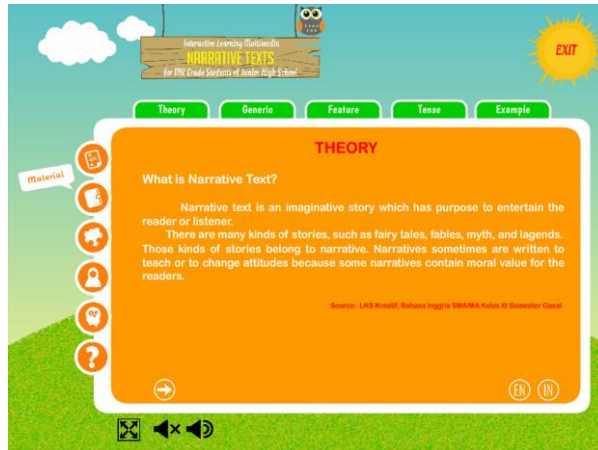 Interactive Learning Multimedia
NARRATIVE TEXTS
for VIII Grade Students of Junior High School
EXIT
Theory
Generic
Feature
Tense
Example
THEORY
Material
What is Narrative Text?
Narrative text is an imaginative story which has purpose to entertain the
reader or listener.
There are many kinds of stories, such as fairy tales, fables, myth, and lagends.
Those kinds of stories belong to narrative. Narratives sometimes are written to
teach or to change attitudes because some narratives contain moral value for the
readers.
Source: LKS Kreatif, Bahasa Inggris SMA/MA Kelas XI Semester Gasal
?
EN
IN